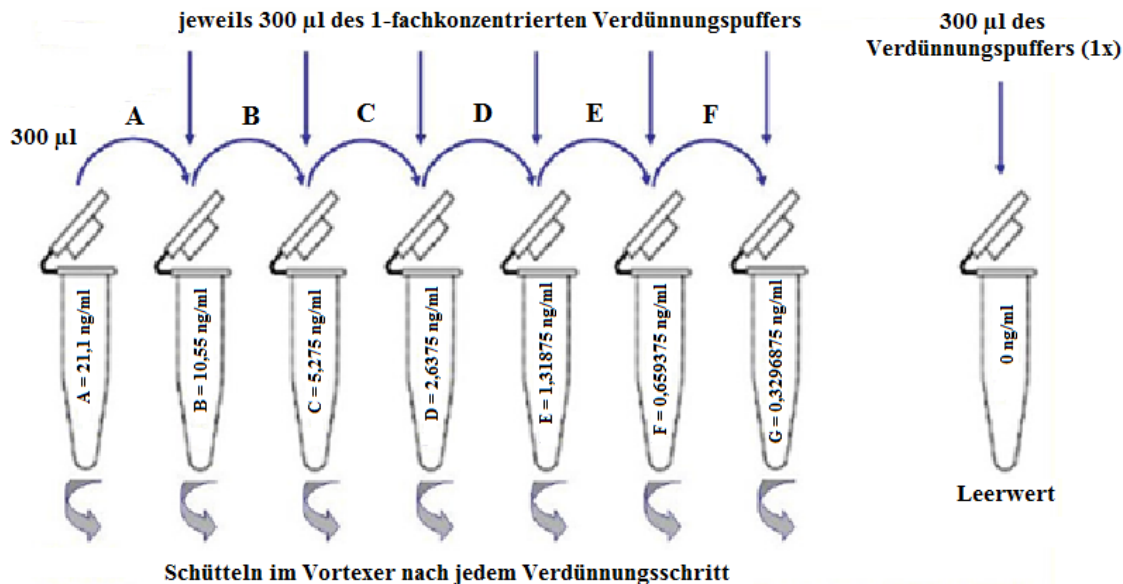 jeweils 300 µl des 1-fachkonzentrierten Verdünnungspuffers
300 µl des
Verdünnungspuffers (1x)
A
B
C
D
E
F
300 µl
A = 21,1 ng/ml
B = 10,55 ng/ml
C = 5,275 ng/ml
D = 2,6375 ng/ml
E = 1,31875 ng/ml
F = 0,659375 ng/ml
G = 0,3296875 ng/ml
0 ng/ml
Leerwert
Schütteln im Vortexer nach jedem Verdünnungsschritt